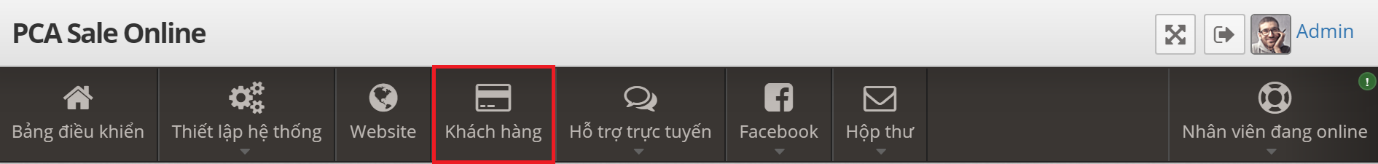 PCA Sale Online
Admin
Bảng điều khiển
Thiết lập hệ thống
Website
Khách hàng
Hỗ trợ trực tuyến
Facebook
Hộp thư
Nhân viên đang online